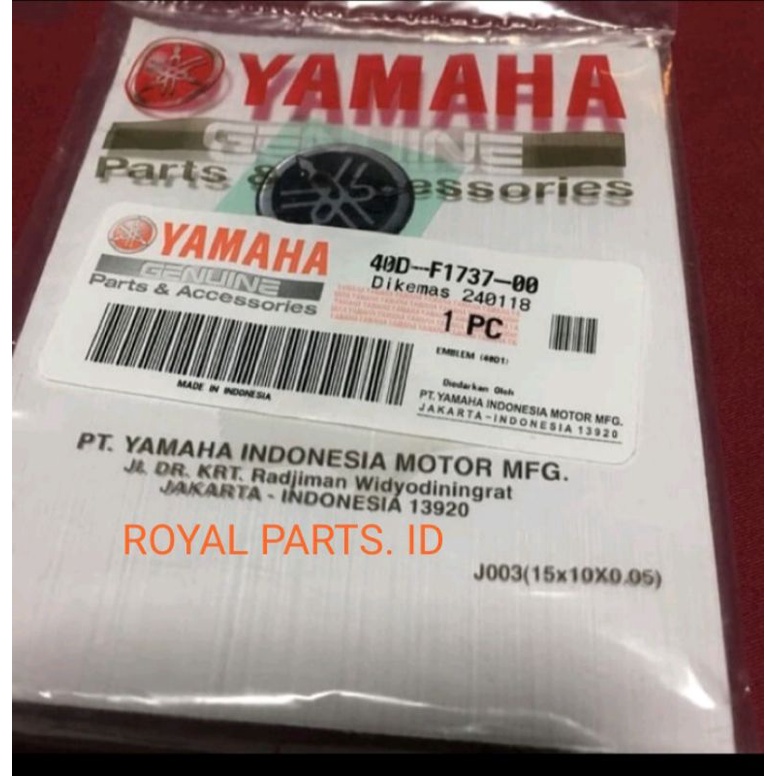 YAMAHA
GENUINE
Parts & Accessories
YAMAHA
GENUINE
Parts & Accessories
40D--F1737-00
Dikemas 240118
1 PC
EMBLEM (40D1)
MADE IN INDONESIA
Diedarkan Oleh
PT. YAMAHA INDONESIA MOTOR MFG.
JAKARTA-INDONESIA 13920
PT. YAMAHA INDONESIA MOTOR MFG.
JL. DR. KRT. Radjiman Widyodiningrat
JAKARTA - INDONESIA 13920
ROYAL PARTS. ID
J003(15x10X0.05)